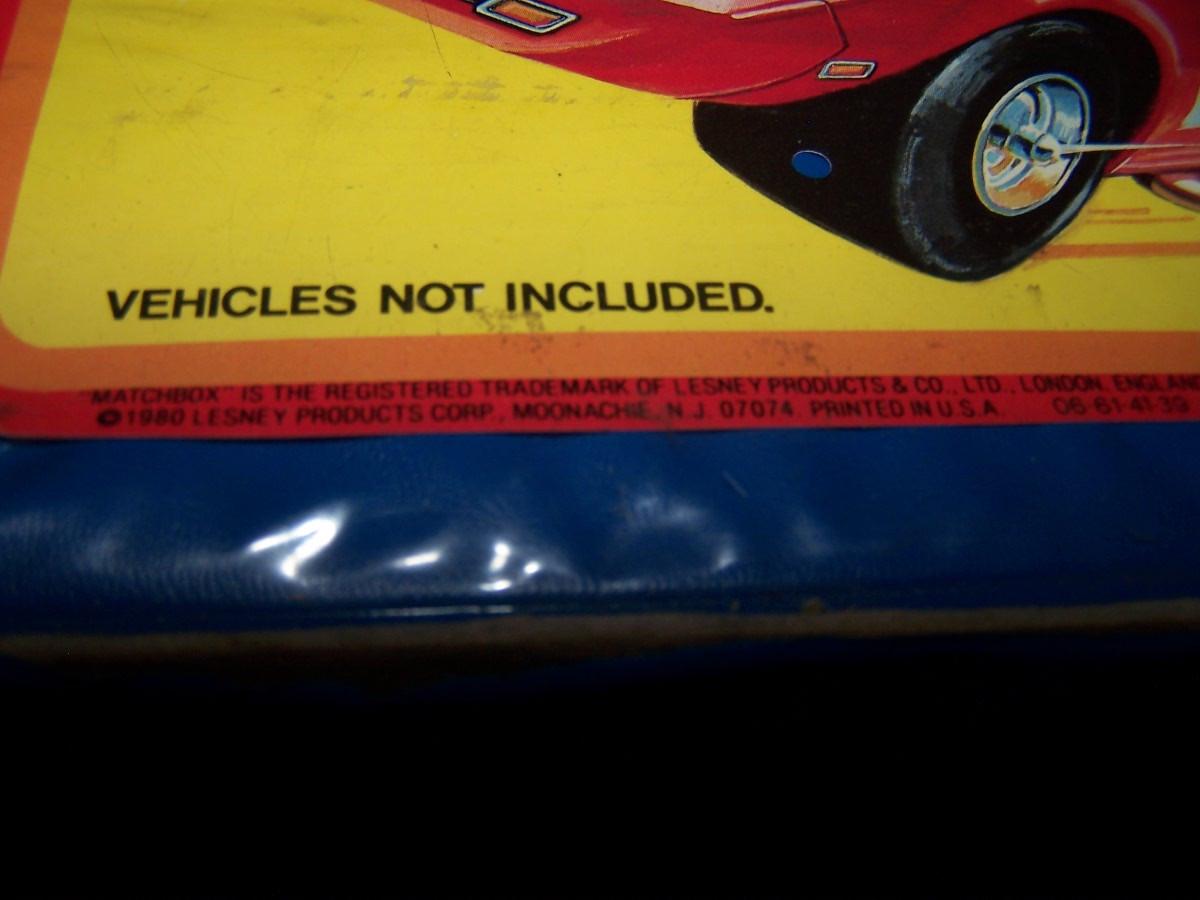 VEHICLES NOT INCLUDED.
"MATCHBOX" IS THE REGISTERED TRADEMARK OF LESNEY PRODUCTS & CO., LTD., LONDON, ENGLAN
©1980 LESNEY PRODUCTS CORP., MOONACHIE, N.J. 07074. PRINTED IN U.S.A. 06-61-41-39